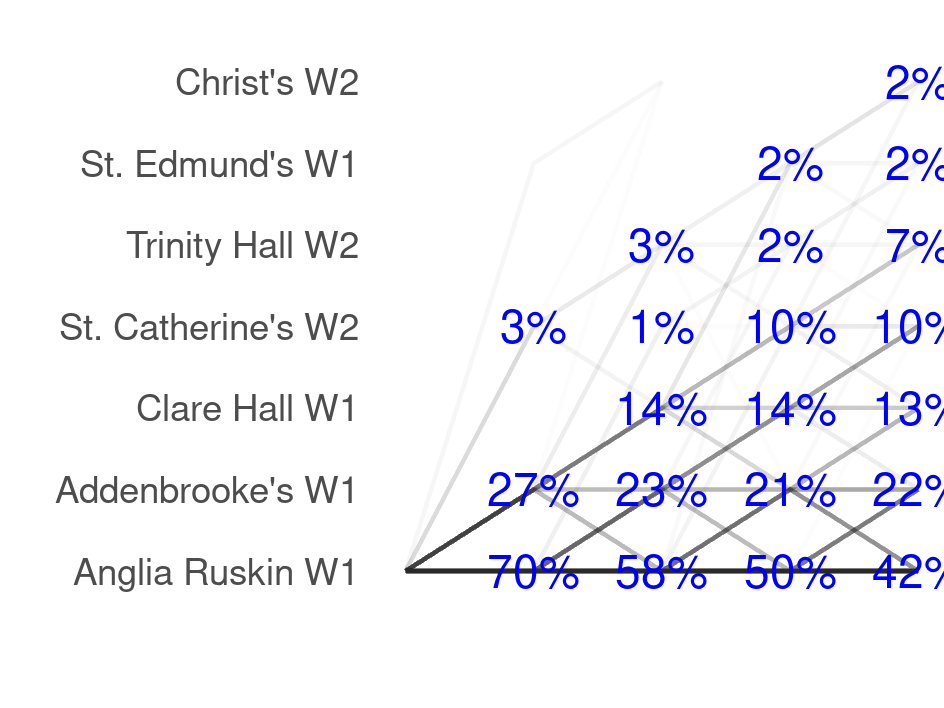 Christ's W2 2%
St. Edmund's W1 2% 2%
Trinity Hall W2 3% 2% 7%
St. Catherine's W2 3% 1% 10% 10%
Clare Hall W1 14% 14% 13%
Addenbrooke's W1 27% 23% 21% 22%
Anglia Ruskin W1 70% 58% 50% 42%